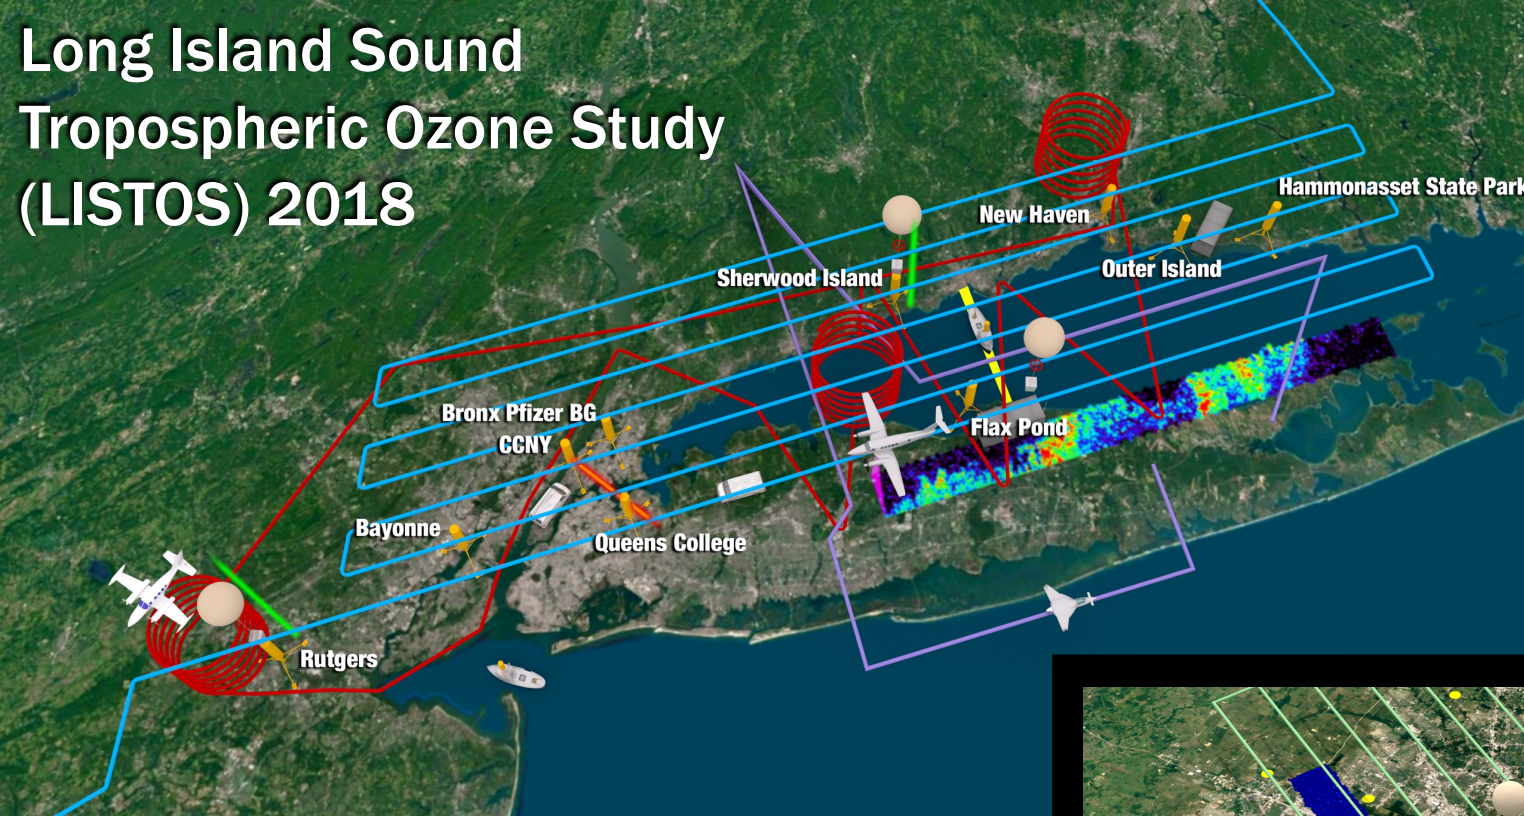 Long Island Sound
Tropospheric Ozone Study
(LISTOS) 2018
Hammonasset State Park
New Haven
Outer Island
Sherwood Island
Bronx Pfizer BG
CCNY
Flax Pond
Bayonne
Queens College
Rutgers